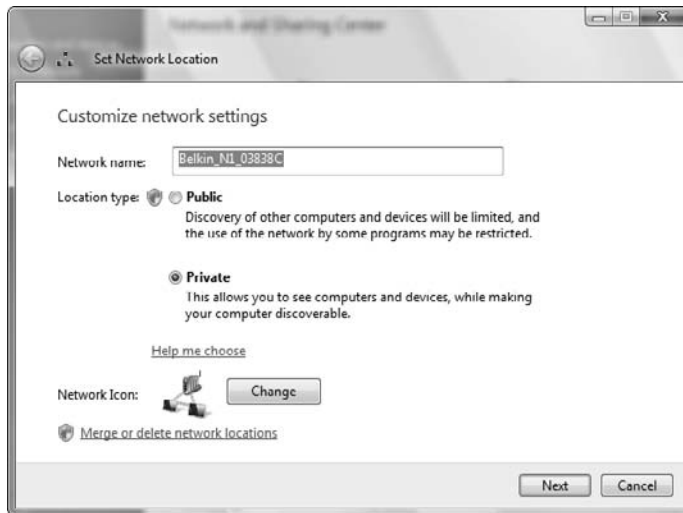 Network and Sharing Center
Set Network Location
Customize network settings
Network name: Belkin_N1_03838C
Location type: Public
Discovery of other computers and devices will be limited, and
the use of the network by some programs may be restricted.
Private
This allows you to see computers and devices, while making
your computer discoverable.
Help me choose
Network Icon: Change
Merge or delete network locations
Next Cancel